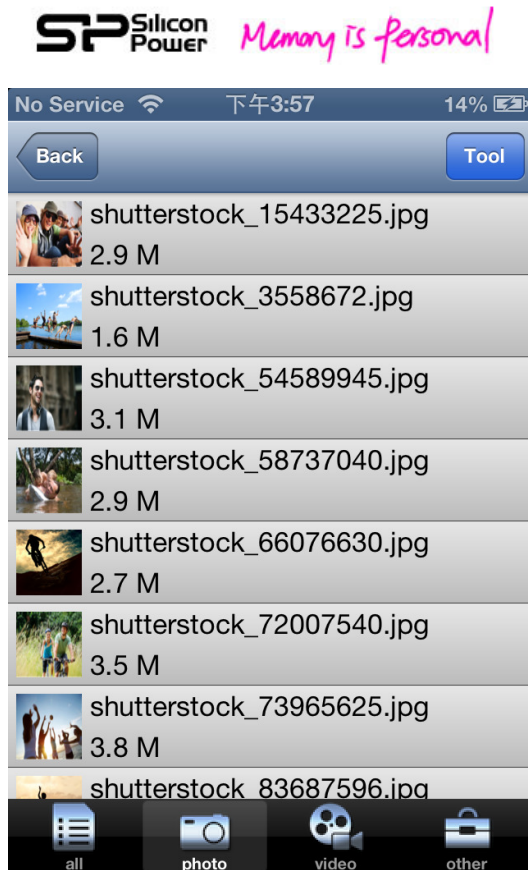 SP Silicon Power Memory is Personal
No Service 下午3:57 14%
Back Tool
shutterstock_15433225.jpg
2.9 M
shutterstock_3558672.jpg
1.6 M
shutterstock_54589945.jpg
3.1 M
shutterstock_58737040.jpg
2.9 M
shutterstock_66076630.jpg
2.7 M
shutterstock_72007540.jpg
3.5 M
shutterstock_73965625.jpg
3.8 M
shutterstock_83687596.jpg
all photo video other